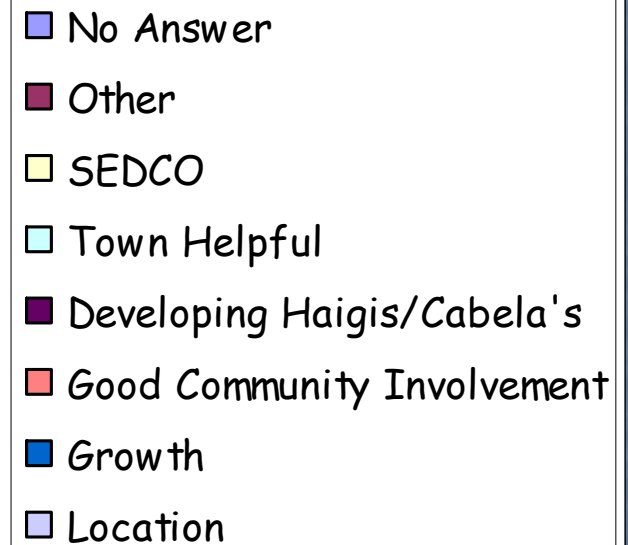 No Answer
Other
SEDCO
Town Helpful
Developing Haigis/Cabela's
Good Community Involvement
Growth
Location